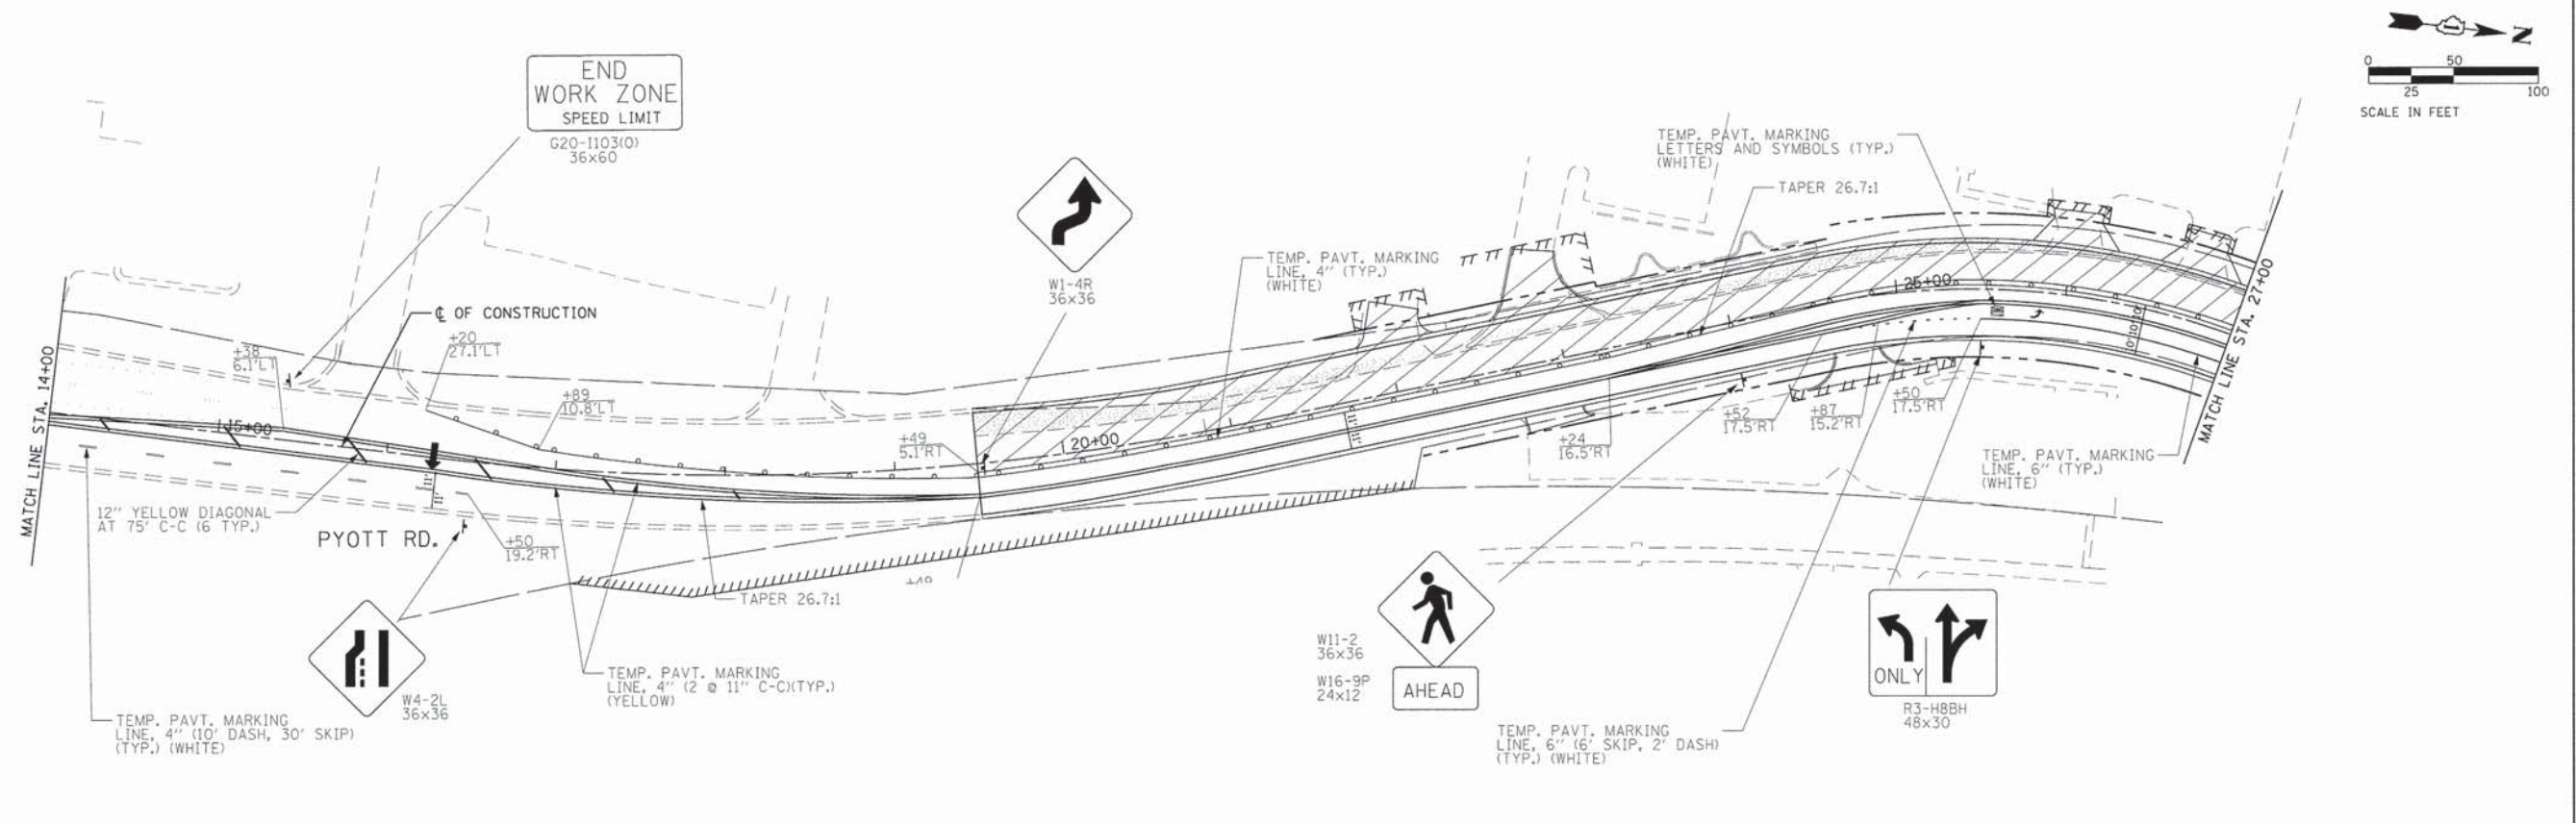 N
0 50
25 100
SCALE IN FEET
END
WORK ZONE
SPEED LIMIT
G20-I103(O)
36x60
W1-4R
36x36
TEMP. PAVT. MARKING
LETTERS AND SYMBOLS (TYP.)
(WHITE)
TAPER 26.7:1
TEMP. PAVT. MARKING
LINE, 4" (TYP.)
(WHITE)
℄ OF CONSTRUCTION
+20
27.1'LT
+38
6.1'LT
+89
10.8'LT
+49
5.1'RT
MATCH LINE STA. 14+00
15+00
20+00
25+00
MATCH LINE STA. 27+00
11' 11'
11' 11'
10' 10' 10'
+24
16.5'RT
+52
17.5'RT
+87
15.2'RT
+50
17.5'RT
TEMP. PAVT. MARKING
LINE, 6" (TYP.)
(WHITE)
12" YELLOW DIAGONAL
AT 75' C-C (6 TYP.)
PYOTT RD.
+50
19.2'RT
+49
TAPER 26.7:1
W4-2L
36x36
TEMP. PAVT. MARKING
LINE, 4" (2 @ 11" C-C)(TYP.)
(YELLOW)
TEMP. PAVT. MARKING
LINE, 4" (10' DASH, 30' SKIP)
(TYP.) (WHITE)
W11-2
36x36
W16-9P
24x12
AHEAD
ONLY
R3-H8BH
48x30
TEMP. PAVT. MARKING
LINE, 6" (6' SKIP, 2' DASH)
(TYP.) (WHITE)